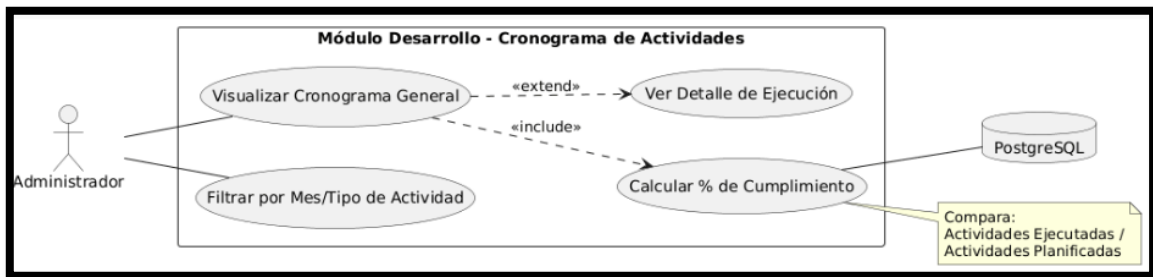 Módulo Desarrollo - Cronograma de Actividades
Visualizar Cronograma General
«extend»
Ver Detalle de Ejecución
«include»
PostgreSQL
Administrador
Filtrar por Mes/Tipo de Actividad
Calcular % de Cumplimiento
Compara:
Actividades Ejecutadas /
Actividades Planificadas